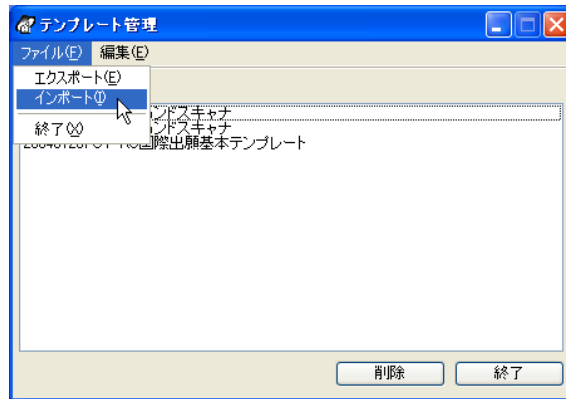 テンプレート管理
ファイル(F) 編集(E)
エクスポート(E)
インポート(I)
終了(X)
ンドスキャナ
ンドスキャナ
国際出願基本テンプレート
削除 終了